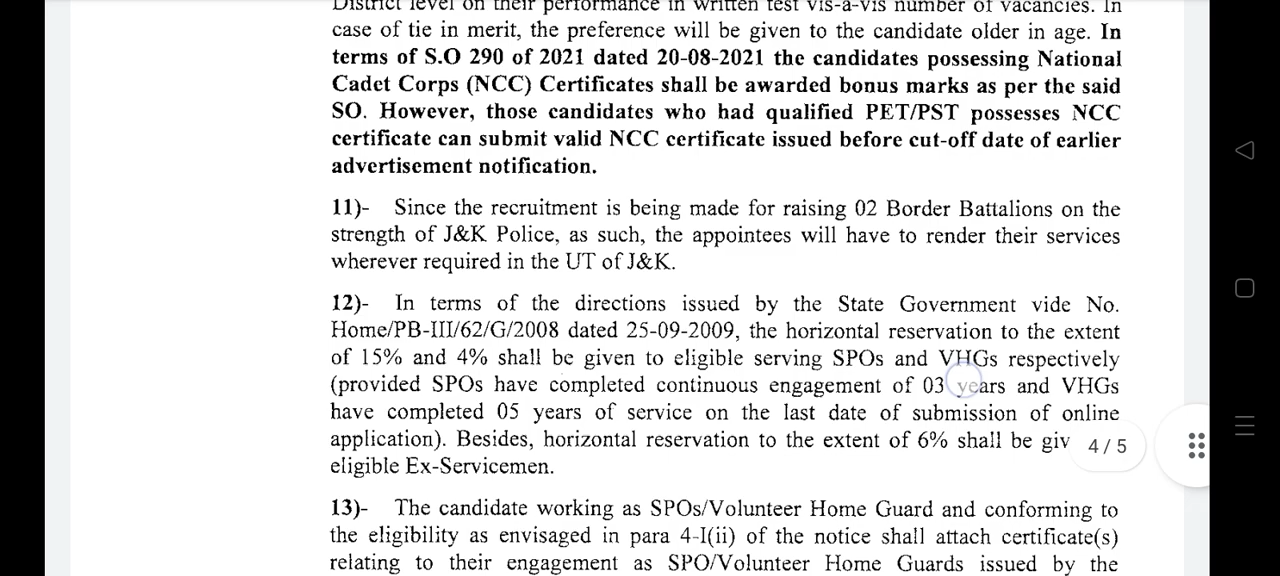 District level on their performance in written test vis-a-vis number of vacancies. In
case of tie in merit, the preference will be given to the candidate older in age. In
terms of S.O 290 of 2021 dated 20-08-2021 the candidates possessing National
Cadet Corps (NCC) Certificates shall be awarded bonus marks as per the said
SO. However, those candidates who had qualified PET/PST possesses NCC
certificate can submit valid NCC certificate issued before cut-off date of earlier
advertisement notification.
11)- Since the recruitment is being made for raising 02 Border Battalions on the
strength of J&K Police, as such, the appointees will have to render their services
wherever required in the UT of J&K.
12)- In terms of the directions issued by the State Government vide No.
Home/PB-III/62/G/2008 dated 25-09-2009, the horizontal reservation to the extent
of 15% and 4% shall be given to eligible serving SPOs and VHGs respectively
(provided SPOs have completed continuous engagement of 03 years and VHGs
have completed 05 years of service on the last date of submission of online
application). Besides, horizontal reservation to the extent of 6% shall be giv
4/5
eligible Ex-Servicemen.
13)- The candidate working as SPOs/Volunteer Home Guard and conforming to
the eligibility as envisaged in para 4-I(ii) of the notice shall attach certificate(s)
relating to their engagement as SPO/Volunteer Home Guards issued by the